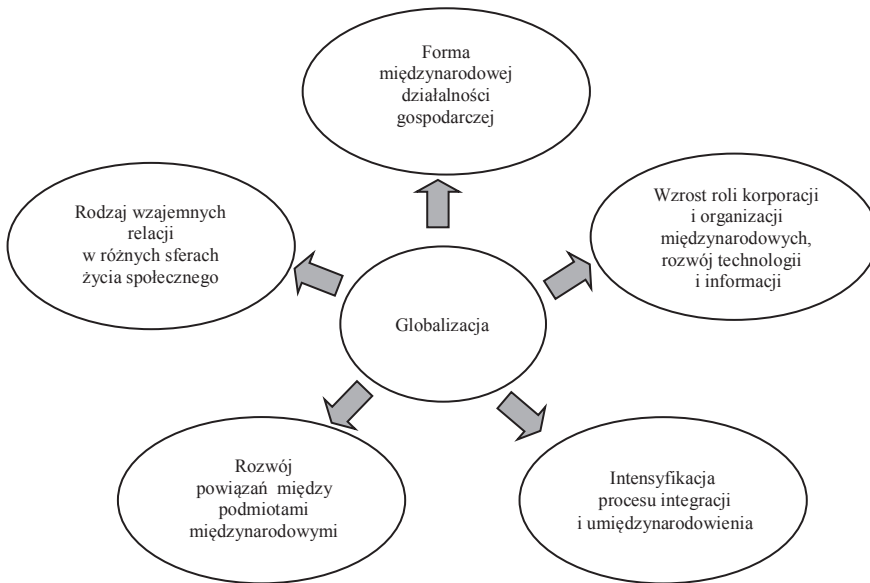 Forma
międzynarodowej
działalności
gospodarczej
Rodzaj wzajemnych
relacji
w różnych sferach
życia społecznego
Wzrost roli korporacji
i organizacji
międzynarodowych,
rozwój technologii
i informacji
Globalizacja
Rozwój
powiązań między
podmiotami
międzynarodowymi
Intensyfikacja
procesu integracji
i umiędzynarodowienia